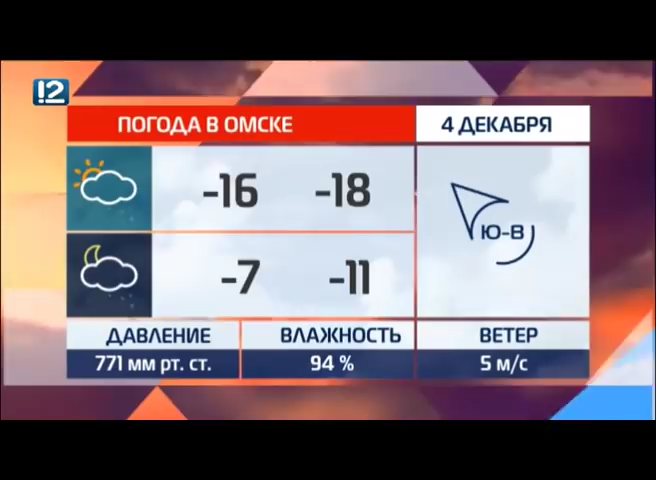 12
ПОГОДА В ОМСКЕ
4 ДЕКАБРЯ
-16 -18
Ю-В
-7 -11
ДАВЛЕНИЕ
ВЛАЖНОСТЬ
ВЕТЕР
771 мм рт. ст.
94 %
5 м/с